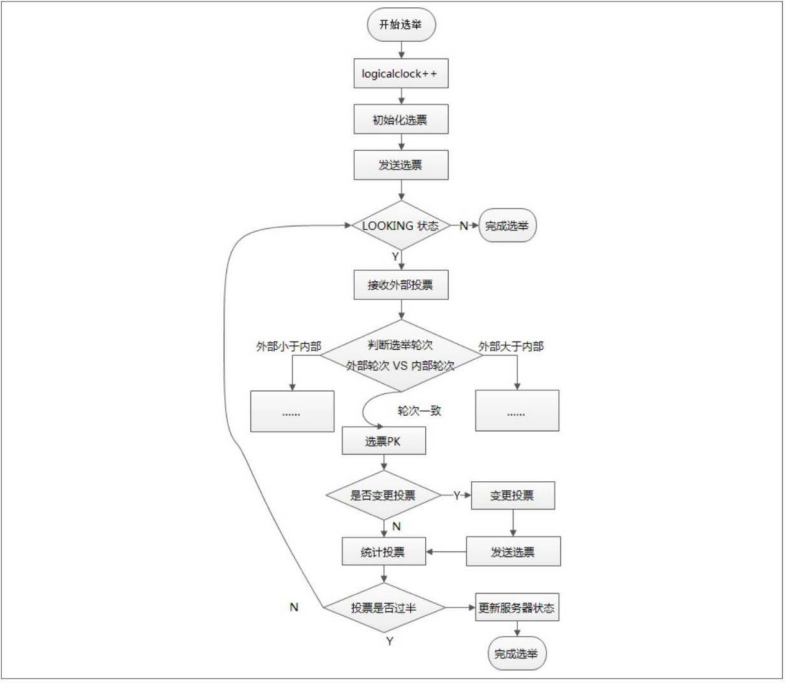 开始选举
logicalclock++
初始化选票
发送选票
LOOKING 状态
N
完成选举
Y
接收外部投票
外部小于内部
判断选举轮次
外部轮次 VS 内部轮次
外部大于内部
......
......
轮次一致
选票PK
是否变更投票
Y
变更投票
N
统计投票
发送选票
N
投票是否过半
更新服务器状态
Y
完成选举